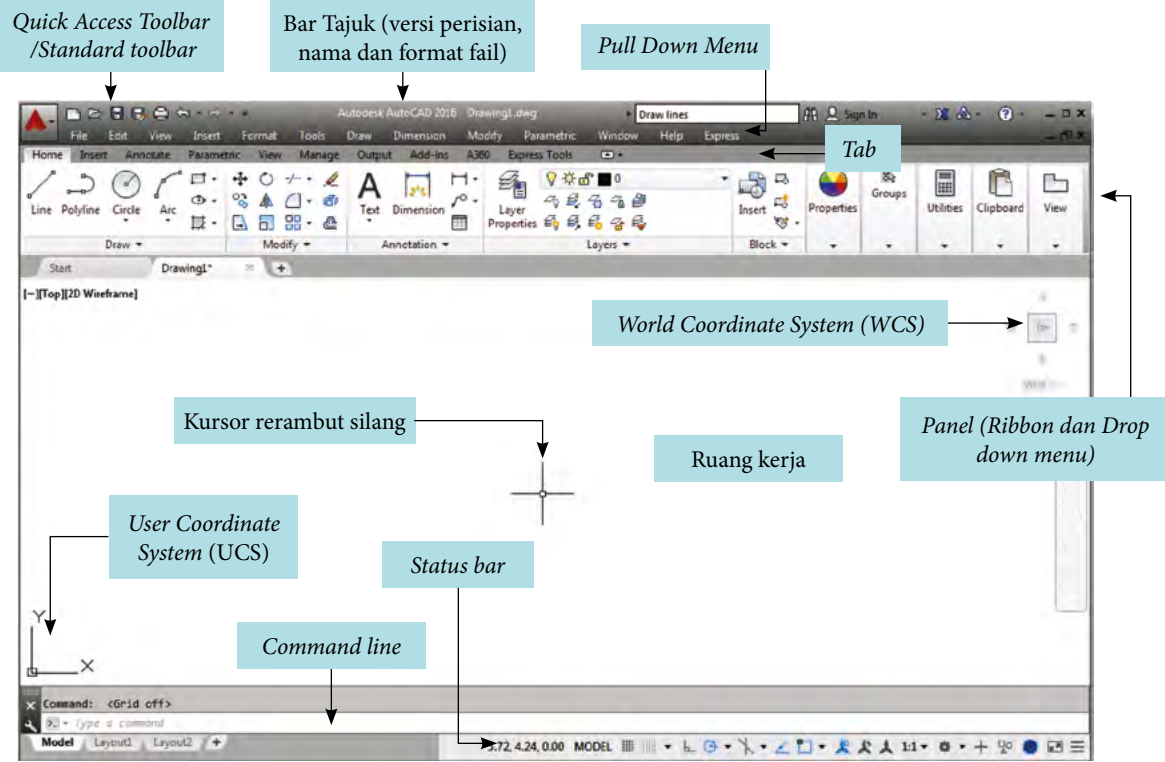 Quick Access Toolbar
/Standard toolbar
Bar Tajuk (versi perisian,
nama dan format fail)
Pull Down Menu
Autodesk AutoCAD 2016 Drawing1.dwg
Draw lines
Sign In
File Edit View Insert Format Tools Draw Dimension Modify Parametric Window Help Express
Tab
Home Insert Annotate Parametric View Manage Output Add-ins A360 Express Tools
0
Line Polyline Circle Arc
Text Dimension
Layer
Properties
Insert
Properties
Groups
Utilities
Clipboard
View
Draw
Modify
Annotation
Layers
Block
Start
Drawing1*
[−][Top][2D Wireframe]
World Coordinate System (WCS)
Kursor rerambut silang
Ruang kerja
Panel (Ribbon dan Drop
down menu)
User Coordinate
System (UCS)
Status bar
Y
Command line
X
Command: <Grid off>
Type a command
Model Layout1 Layout2 +
5.72, 4.24, 0.00 MODEL
1:1